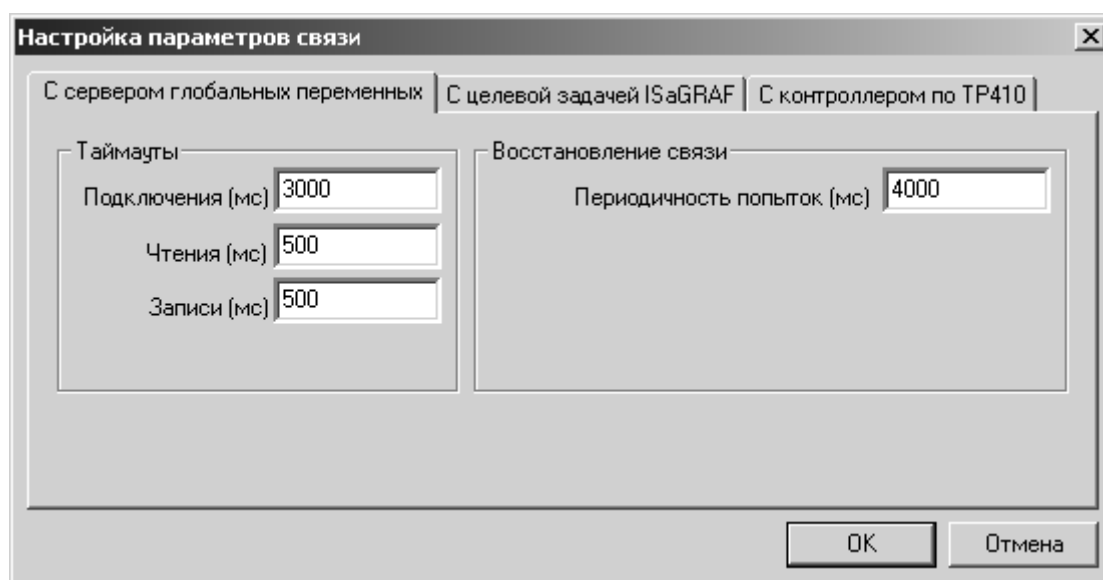 Настройка параметров связи
С сервером глобальных переменных С целевой задачей ISaGRAF С контроллером по TP410
Таймауты
Подключения (мс) 3000
Чтения (мс) 500
Записи (мс) 500
Восстановление связи
Периодичность попыток (мс) 4000
OK Отмена